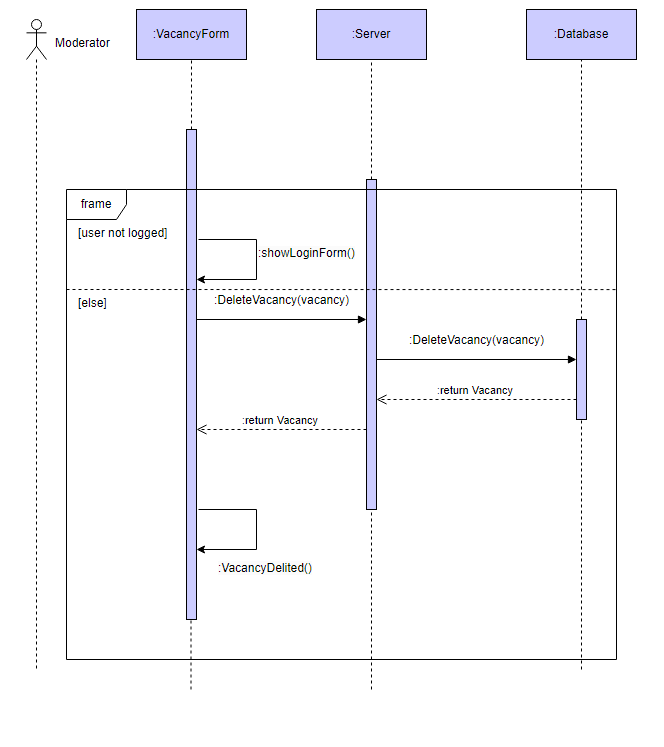 Moderator
:VacancyForm
:Server
:Database
frame
[user not logged]
:showLoginForm()
[else]
:DeleteVacancy(vacancy)
:DeleteVacancy(vacancy)
:return Vacancy
:return Vacancy
:VacancyDelited()